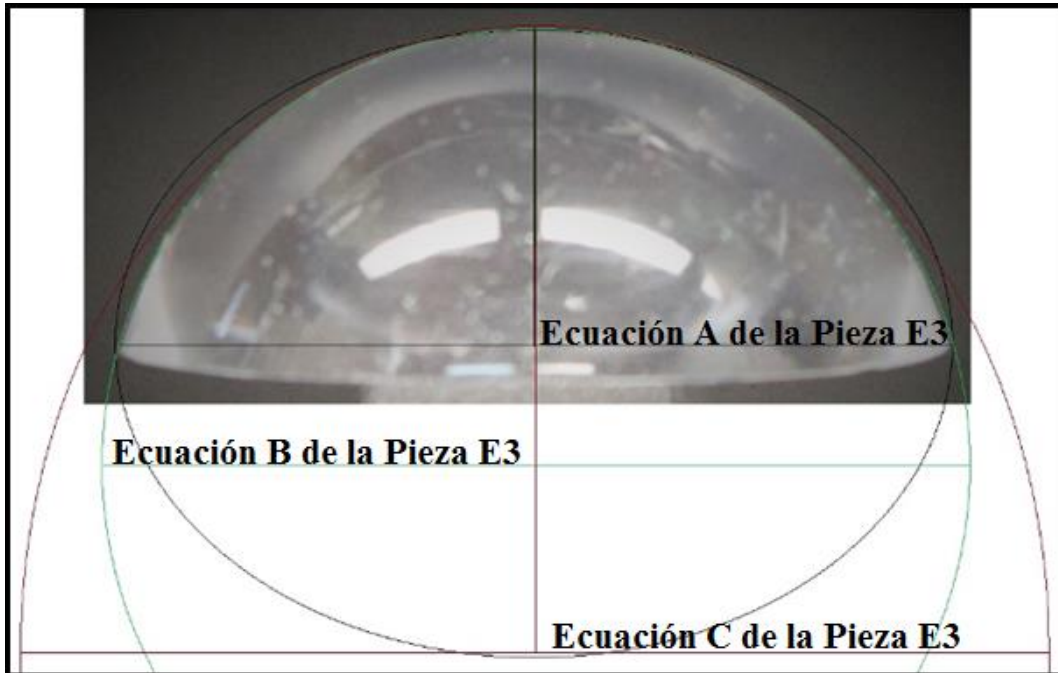 Ecuación A de la Pieza E3
Ecuación B de la Pieza E3
Ecuación C de la Pieza E3